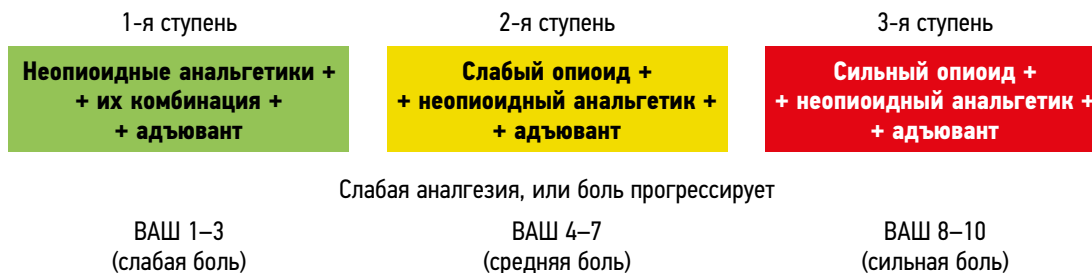 1-я ступень
2-я ступень
3-я ступень
Неопиоидные анальгетики +
+ их комбинация +
+ адъювант
Слабый опиоид +
+ неопиоидный анальгетик +
+ адъювант
Сильный опиоид +
+ неопиоидный анальгетик +
+ адъювант
Слабая аналгезия, или боль прогрессирует
ВАШ 1–3
(слабая боль)
ВАШ 4–7
(средняя боль)
ВАШ 8–10
(сильная боль)